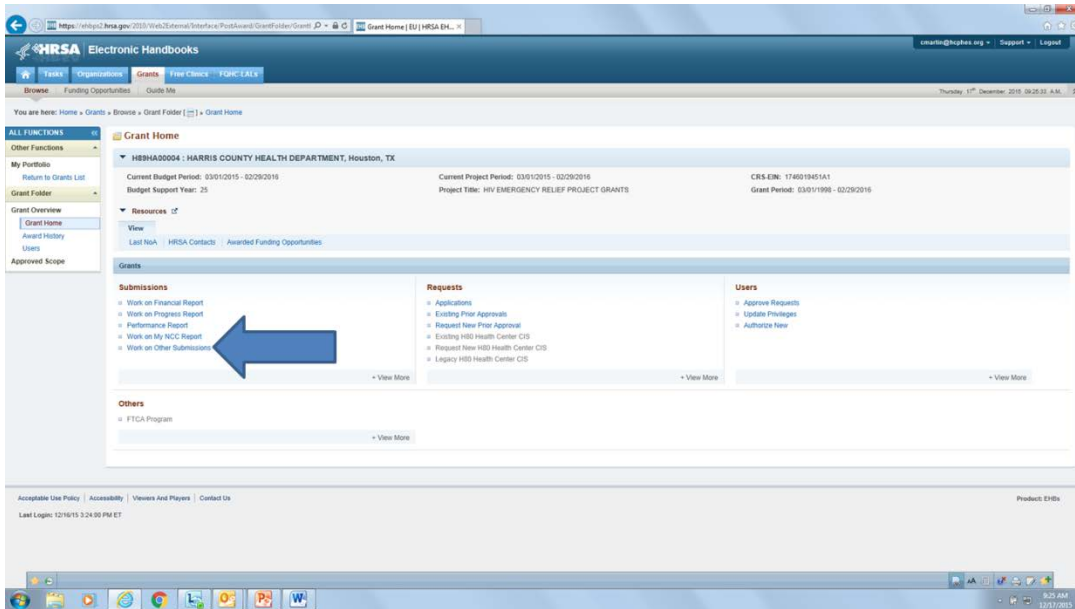 https://ehbps2.hrsa.gov/2010/Web2External/Interface/PostAward/GrantFolder/Granti
Grant Home | EU | HRSA EH...
HRSA Electronic Handbooks
cmartin@hcphes.org Support Logout
Tasks Organizations Grants Free Clinics FQHC-LALs
Browse Funding Opportunities Guide Me
Thursday 17th December 2015 09:25:33 A.M.
You are here: Home » Grants » Browse » Grant Folder [ ] » Grant Home
ALL FUNCTIONS «
Other Functions
My Portfolio
Return to Grants List
Grant Folder
Grant Overview
Grant Home
Award History
Users
Approved Scope
Grant Home
H89HA00004 : HARRIS COUNTY HEALTH DEPARTMENT, Houston, TX
Current Budget Period: 03/01/2015 - 02/29/2016
Current Project Period: 03/01/2015 - 02/29/2016
CRS-EIN: 1746019451A1
Budget Support Year: 25
Project Title: HIV EMERGENCY RELIEF PROJECT GRANTS
Grant Period: 03/01/1998 - 02/29/2016
Resources
View
Last NoA | HRSA Contacts | Awarded Funding Opportunities
Grants
Submissions
Work on Financial Report
Work on Progress Report
Performance Report
Work on My NCC Report
Work on Other Submissions
+ View More
Requests
Applications
Existing Prior Approvals
Request New Prior Approval
Existing H80 Health Center CIS
Request New H80 Health Center CIS
Legacy H80 Health Center CIS
+ View More
Users
Approve Requests
Update Privileges
Authorize New
+ View More
Others
FTCA Program
+ View More
Acceptable Use Policy | Accessibility | Viewers And Players | Contact Us
Product: EHBs
Last Login: 12/16/15 3:24:00 PM ET
9:25 AM
12/17/2015